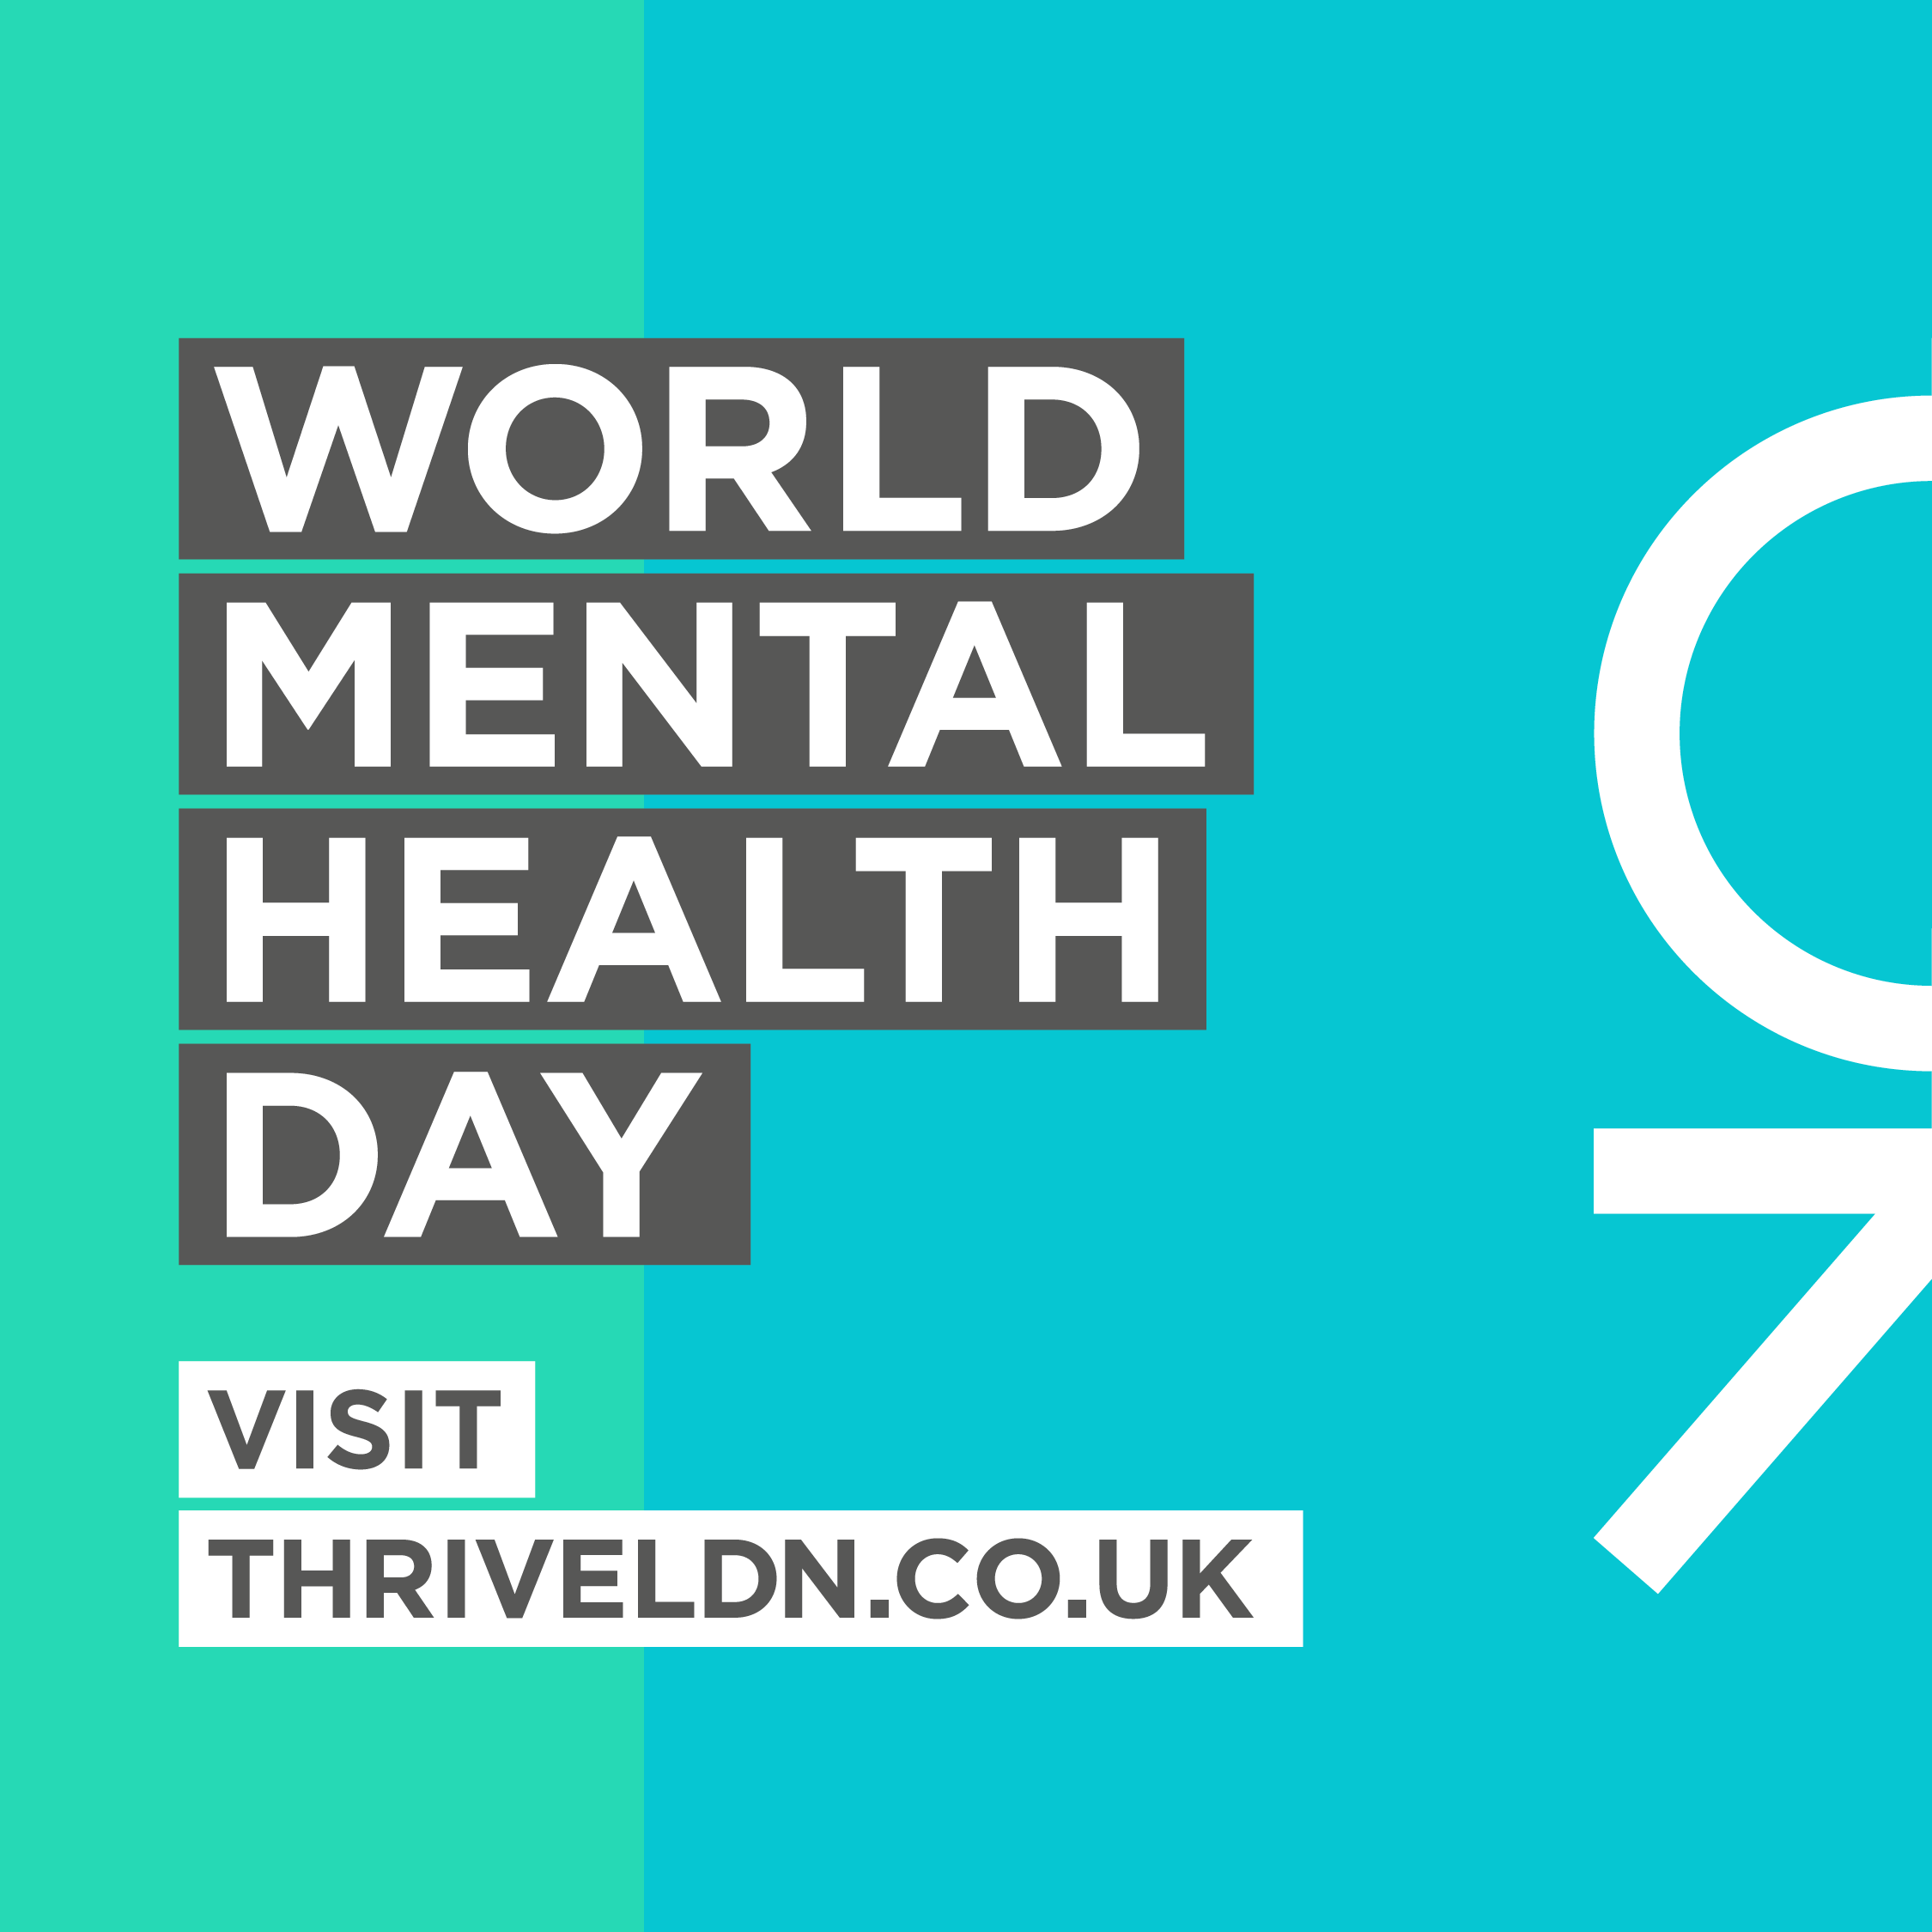 WORLD
MENTAL
HEALTH
DAY
VISIT
THRIVELDN.CO.UK